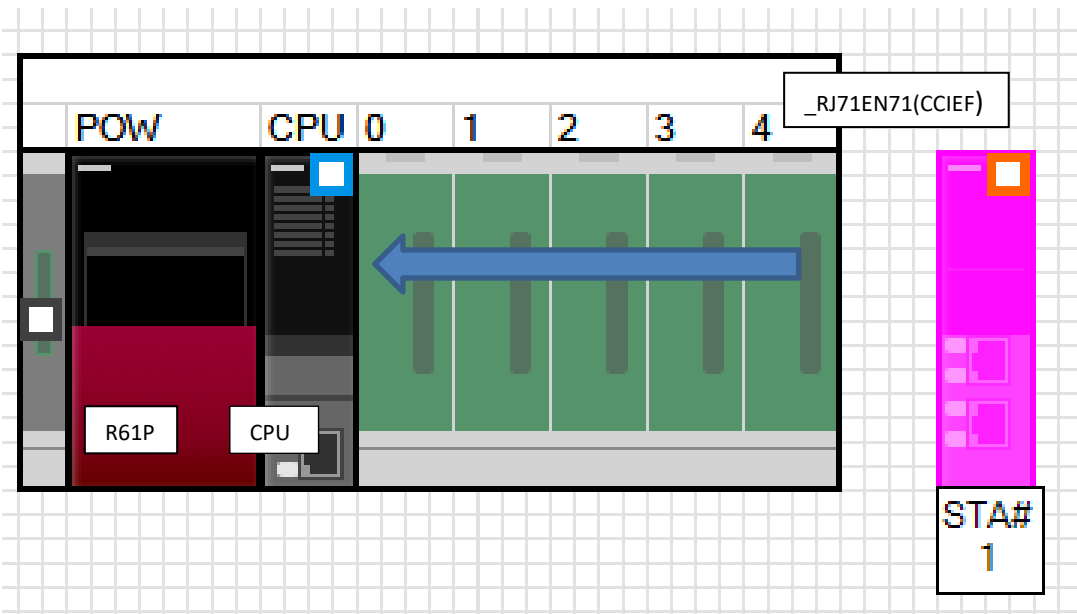 _RJ71EN71(CCIEF)
POW CPU 0 1 2 3 4
R61P
CPU
STA#
1